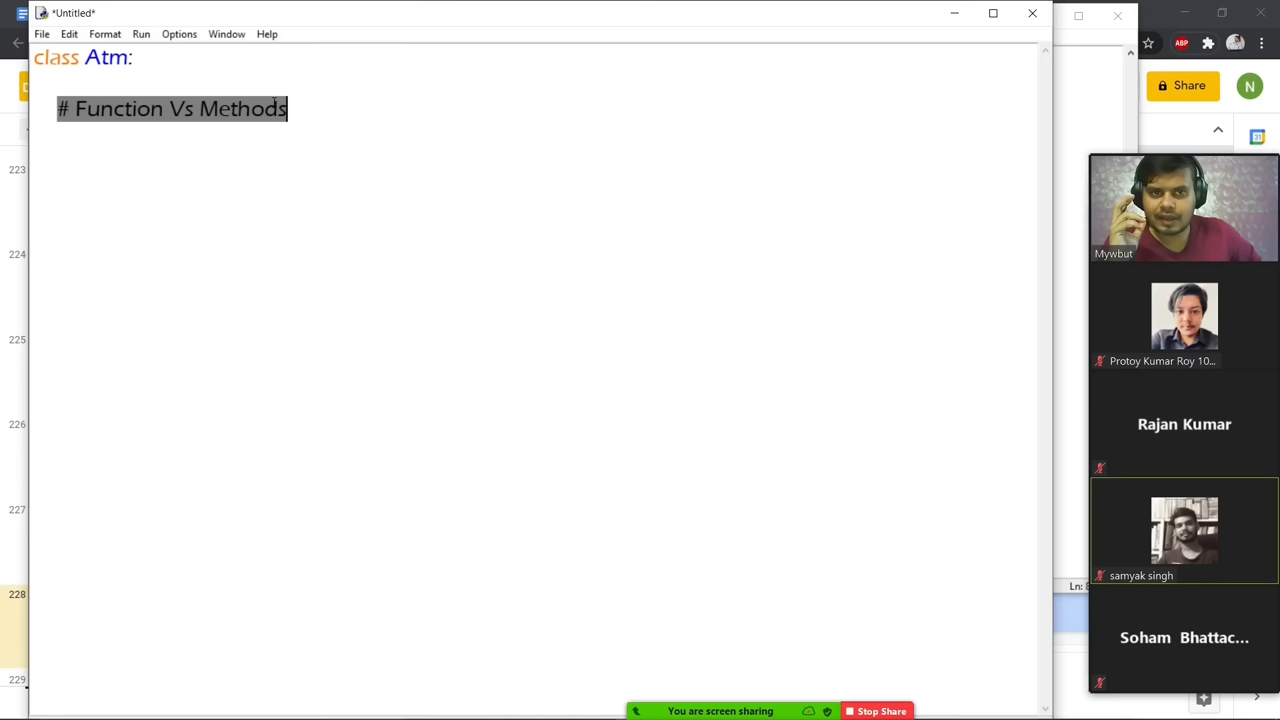 *Untitled*
File Edit Format Run Options Window Help
class Atm:
# Function Vs Methods
ABP
Share
N
31
223
224
225
226
227
228
229
Mywbut
Protoy Kumar Roy 10...
Rajan Kumar
samyak singh
Soham Bhattac...
Ln: 8
You are screen sharing
Stop Share